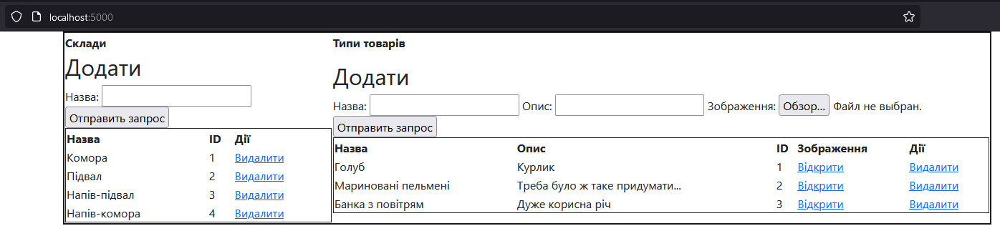 localhost:5000
Склади
Додати
Назва:
Отправить запрос
Назва ID Дії
Комора 1 Видалити
Підвал 2 Видалити
Напів-підвал 3 Видалити
Напів-комора 4 Видалити
Типи товарів
Додати
Назва: Опис: Зображення: Обзор... Файл не выбран.
Отправить запрос
Назва Опис ID Зображення Дії
Голуб Курлик 1 Відкрити Видалити
Мариновані пельмені Треба було ж таке придумати... 2 Відкрити Видалити
Банка з повітрям Дуже корисна річ 3 Відкрити Видалити